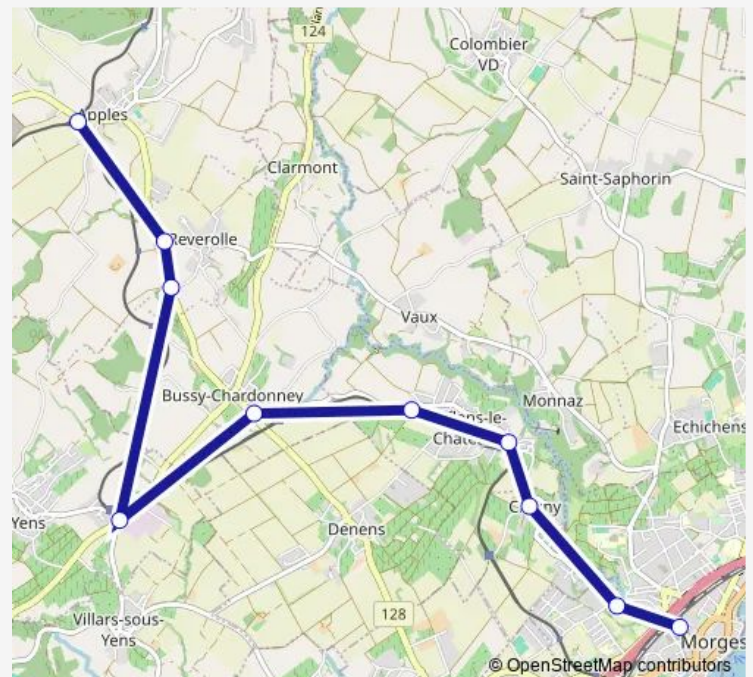 124
Colombier
VD
Apples
Clarmont
Saint-Saphorin
Reverolle
Vaux
Bussy-Chardonney
Monnaz
Echichens
Yens
Denens
Villars-sous-
Yens
128
Morges
© OpenStreetMap contributors